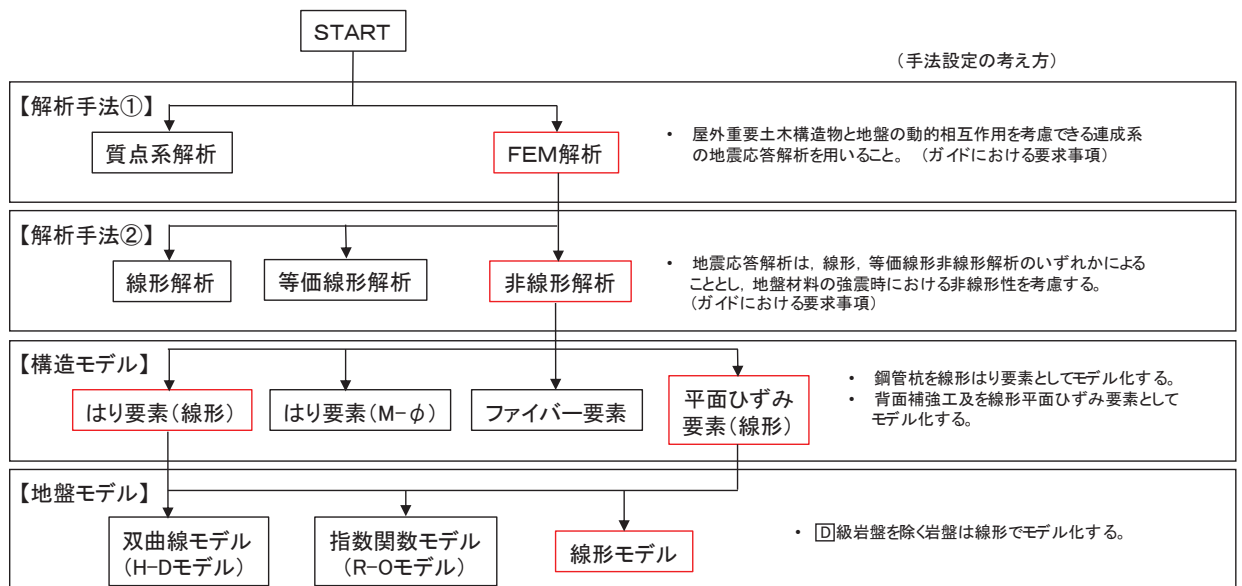 START
(手法設定の考え方)
【解析手法①】
質点系解析
FEM解析
・ 屋外重要土木構造物と地盤の動的相互作用を考慮できる連成系
の地震応答解析を用いること。 (ガイドにおける要求事項)
【解析手法②】
線形解析
等価線形解析
非線形解析
・ 地震応答解析は, 線形, 等価線形非線形解析のいずれかによる
こととし, 地盤材料の強震時における非線形性を考慮する。
(ガイドにおける要求事項)
【構造モデル】
はり要素(線形)
はり要素(M-φ)
ファイバー要素
平面ひずみ
要素(線形)
・ 鋼管杭を線形はり要素としてモデル化する。
・ 背面補強工及を線形平面ひずみ要素として
モデル化する。
【地盤モデル】
双曲線モデル
(H-Dモデル)
指数関数モデル
(R-Oモデル)
線形モデル
・ D級岩盤を除く岩盤は線形でモデル化する。